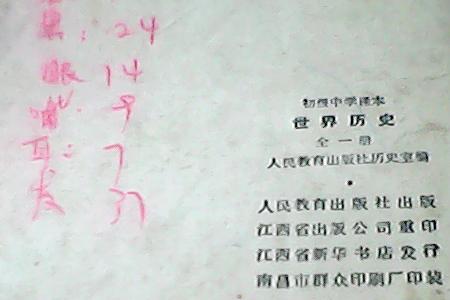 : 24
眼 14
9
耳: 7
发 37
初级中学课本
世界历史
全一册
人民教育出版社历史室编
人民教育出版社出版
江西省出版公司重印
江西省新华书店发行
南昌市群众印刷厂印装